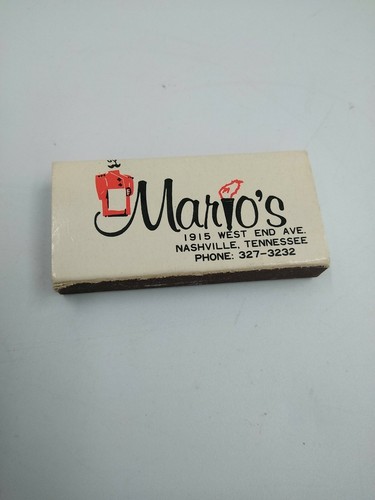 Mario's
1915 WEST END AVE.
NASHVILLE, TENNESSEE
PHONE: 327-3232